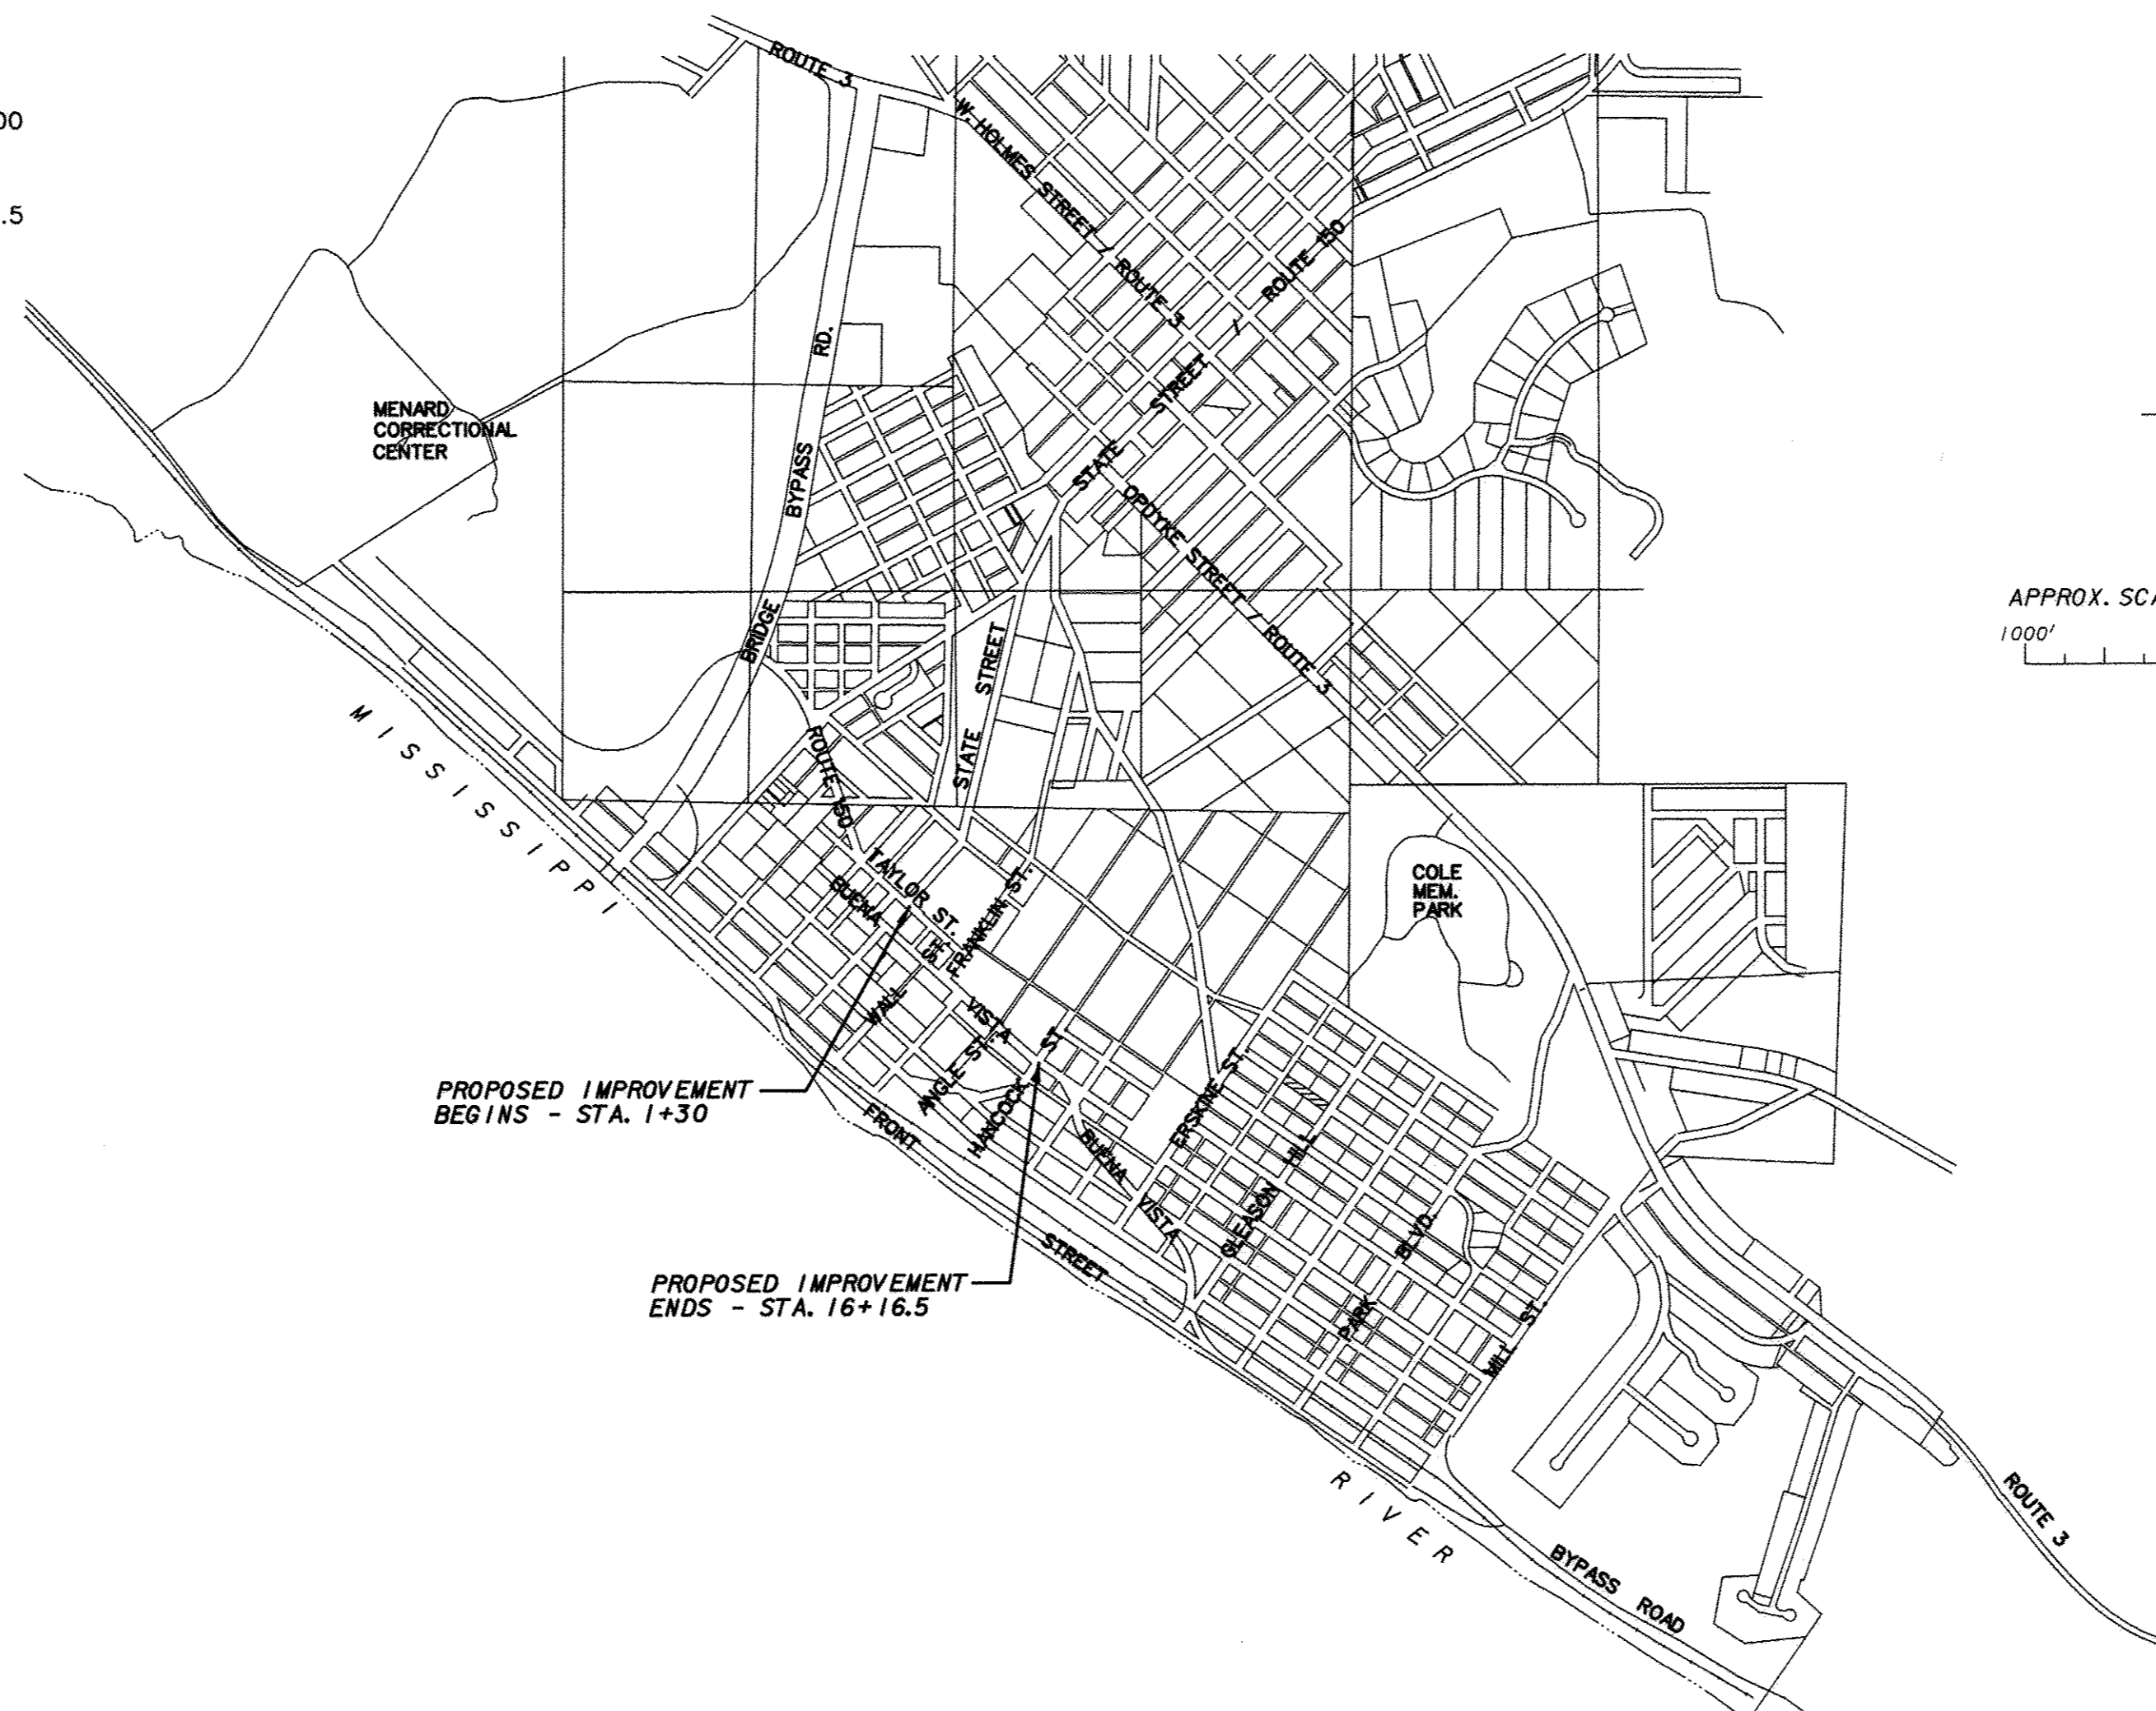 ROUTE 3
00
W. HOLMES STREET / ROUTE 3
.5
STATE STREET / ROUTE 150
BRIDGE BYPASS RD.
MENARD
CORRECTIONAL
CENTER
OPDYKE STREET / ROUTE 3
APPROX. SCA
1000'
STATE STREET
ROUTE 150
MISSISSIPPI
TAYLOR ST.
BUENA VISTA
FRANKLIN ST.
COLE
MEM.
PARK
ST.
PROPOSED IMPROVEMENT
BEGINS - STA. 1+30
ANGLE ST.
HANCOCK ST.
FRONT STREET
BUENA VISTA
ERSKINE ST.
GLEASON HILL
PARK BLVD.
MILL ST.
PROPOSED IMPROVEMENT
ENDS - STA. 16+16.5
RIVER
BYPASS ROAD
ROUTE 3